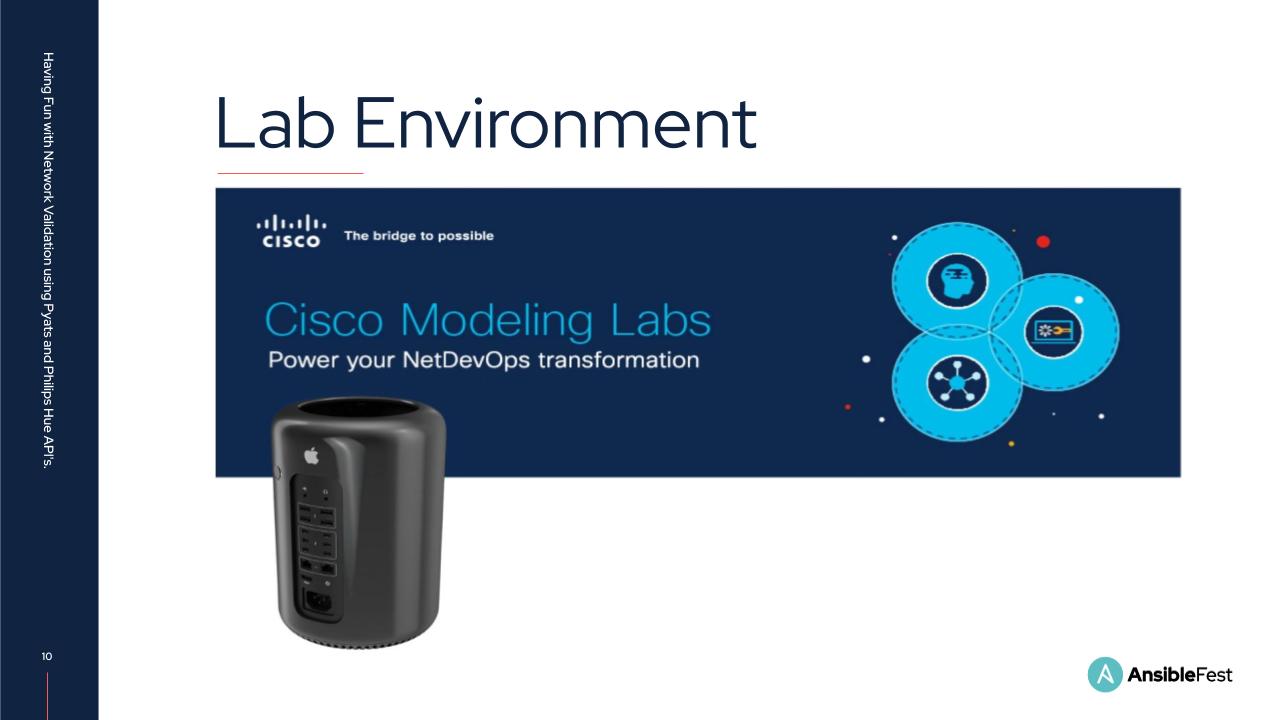 Having Fun with Network Validation using Pyats and Philips Hue API's.
Lab Environment
CISCO
The bridge to possible
Cisco Modeling Labs
Power your NetDevOps transformation
10
AnsibleFest